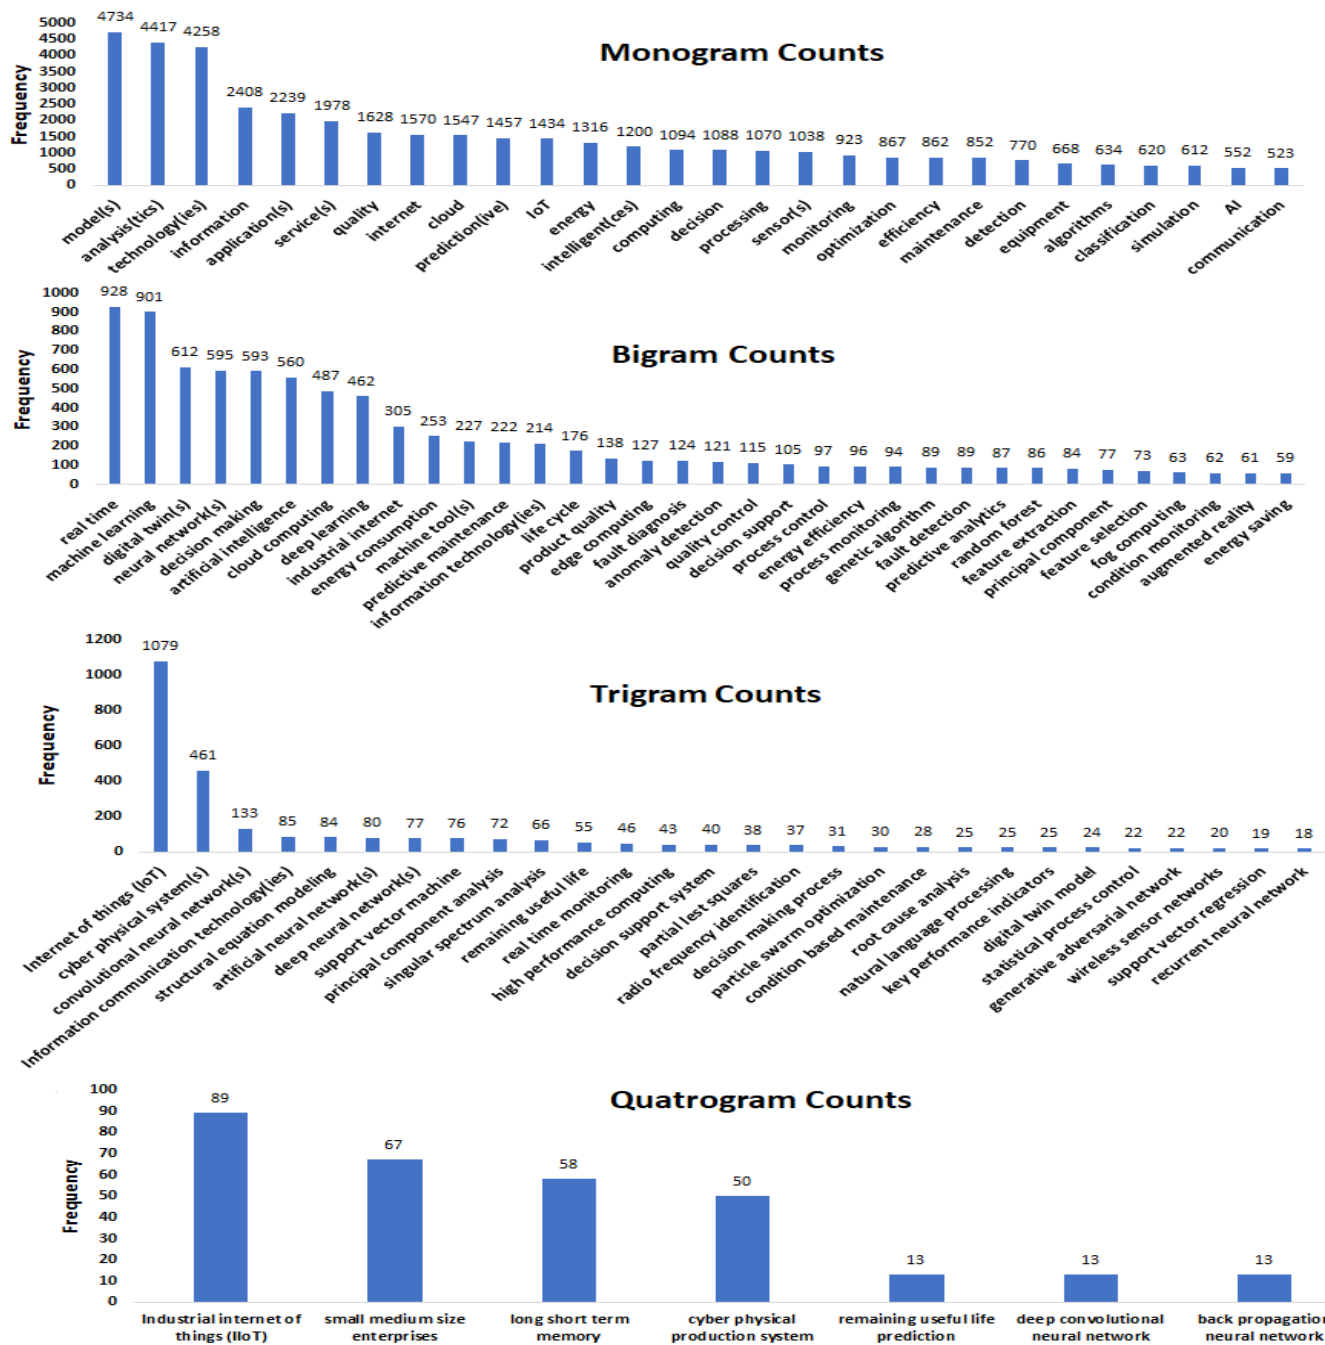 Monogram Counts
Frequency
5000
4500
4000
3500
3000
2500
2000
1500
1000
500
0
4734 4417 4258 2408 2239 1978 1628 1570 1547 1457 1434 1316 1200 1094 1088 1070 1038 923 867 862 852 770 668 634 620 612 552 523
model(s)
analysis(tics)
technology(ies)
information
application(s)
service(s)
quality
internet
cloud
prediction(ive)
IoT
energy
intelligent(ces)
computing
decision
processing
sensor(s)
monitoring
optimization
efficiency
maintenance
detection
equipment
algorithms
classification
simulation
AI
communication
Bigram Counts
Frequency
1000
900
800
700
600
500
400
300
200
100
0
928 901 612 595 593 560 487 462 305 253 227 222 214 176 138 127 124 121 115 105 97 96 94 89 89 87 86 84 77 73 63 62 61 59
real time
machine learning
digital twin(s)
neural network(s)
decision making
artificial intelligence
cloud computing
deep learning
industrial internet
energy consumption
machine tool(s)
predictive maintenance
information technology(ies)
life cycle
product quality
edge computing
fault diagnosis
anomaly detection
quality control
decision support
process control
energy efficiency
process monitoring
genetic algorithm
fault detection
predictive analytics
random forest
feature extraction
principal component
feature selection
fog computing
condition monitoring
augmented reality
energy saving
Trigram Counts
Frequency
1200
1000
800
600
400
200
0
1079 461 133 85 84 80 77 76 72 66 55 46 43 40 38 37 31 30 28 25 25 25 24 22 22 20 19 18
Internet of things (IoT)
cyber physical system(s)
convolutional neural network(s)
Information communication technology(ies)
structural equation modeling
artificial neural network(s)
deep neural network(s)
support vector machine
principal component analysis
singular spectrum analysis
remaining useful life
real time monitoring
high performance computing
decision support system
partial lest squares
radio frequency identification
decision making process
particle swarm optimization
condition based maintenance
root cause analysis
natural language processing
key performance indicators
digital twin model
statistical process control
generative adversarial network
wireless sensor networks
support vector regression
recurrent neural network
Quatrogram Counts
Frequency
100
90
80
70
60
50
40
30
20
10
0
89 67 58 50 13 13 13
Industrial internet of
things (IIoT)
small medium size
enterprises
long short term
memory
cyber physical
production system
remaining useful life
prediction
deep convolutional
neural network
back propagation
neural network